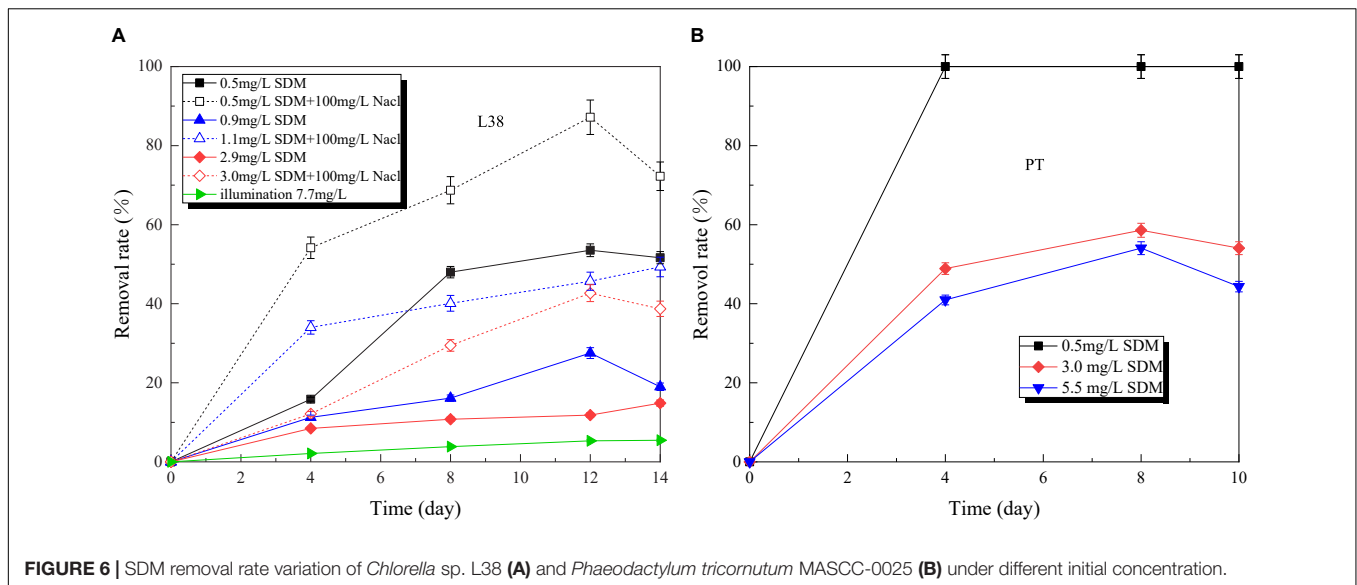 A
Removal rate (%)
100
80
60
40
20
0
0.5mg/L SDM
0.5mg/L SDM+100mg/L Nacl
0.9mg/L SDM
1.1mg/L SDM+100mg/L Nacl
2.9mg/L SDM
3.0mg/L SDM+100mg/L Nacl
illumination 7.7mg/L
L38
0 4 8 12 14
Time (day)
B
Removol rate (%)
100
80
60
40
20
0
PT
0.5mg/L SDM
3.0 mg/L SDM
5.5 mg/L SDM
0 2 4 6 8 10
Time (day)
FIGURE 6 | SDM removal rate variation of Chlorella sp. L38 (A) and Phaeodactylum tricornutum MASCC-0025 (B) under different initial concentration.